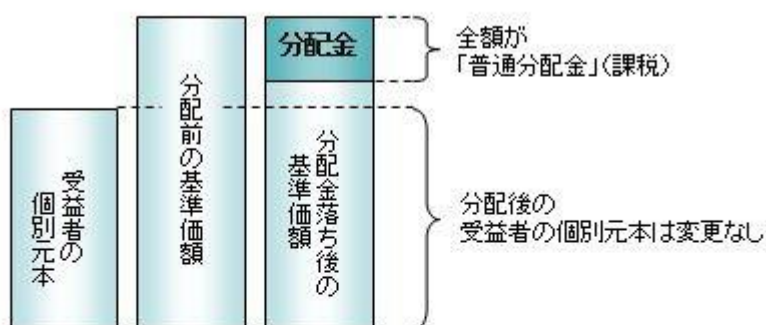 受益者の
個別元本
分配前の基準価額
分配金
分配金落ち後の
基準価額
全額が
「普通分配金」(課税)
分配後の
受益者の個別元本は変更なし